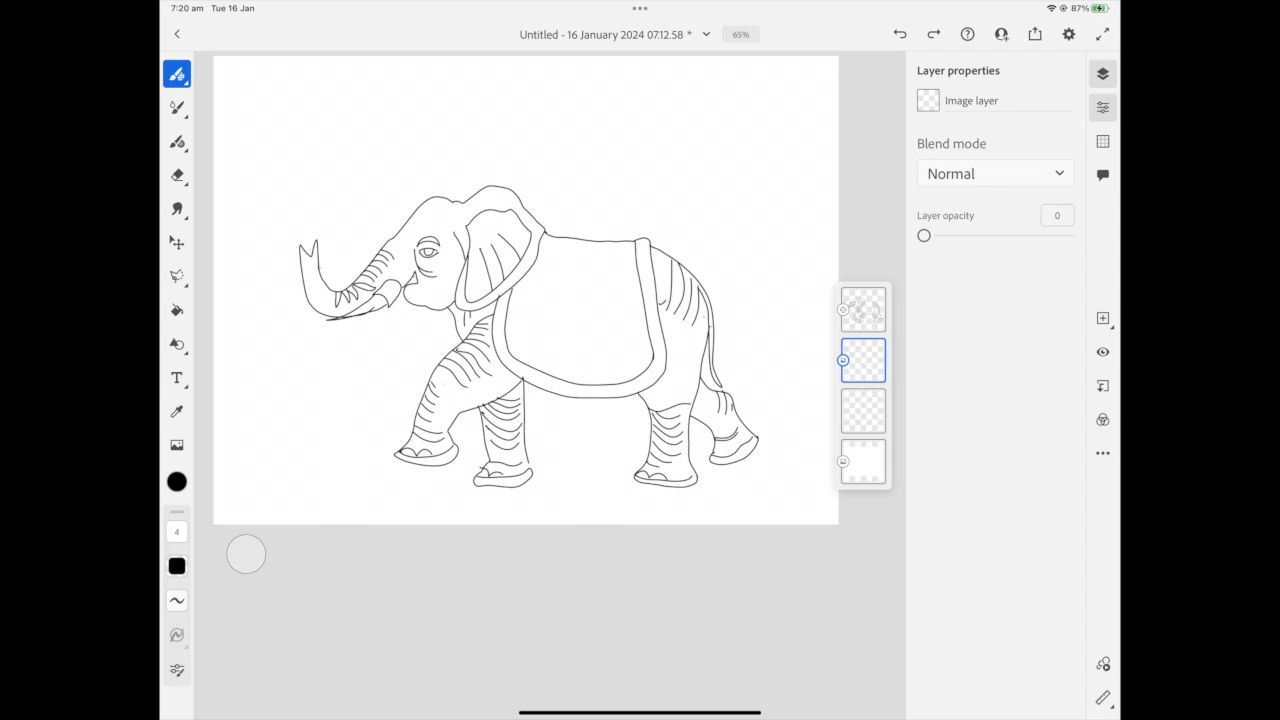 7:20 am Tue 16 Jan
87%
Untitled - 16 January 2024 07.12.58 *
65%
Layer properties
Image layer
Blend mode
Normal
Layer opacity
0
T
4